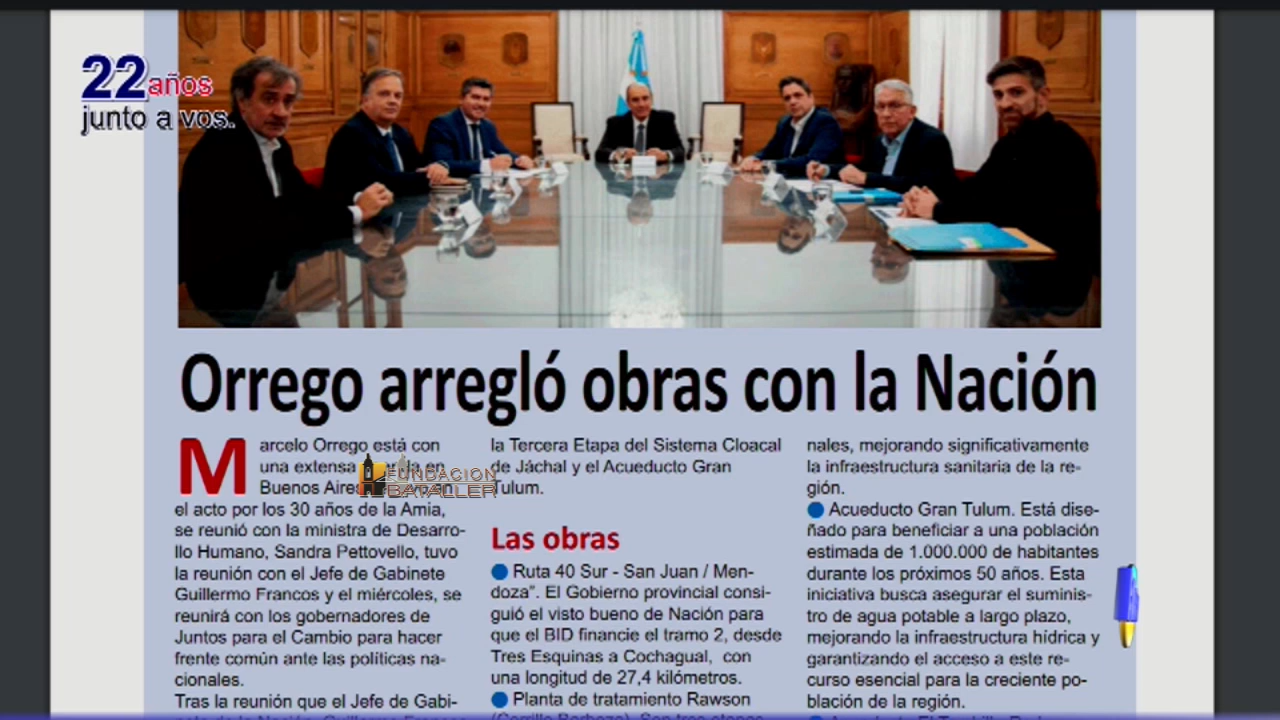 22 años
junto a vos.
Orrego arregló obras con la Nación
Marcelo Orrego está con
una extensa
Buenos Aires
el acto por los 30 años de la Amia,
se reunió con la ministra de Desarro-
llo Humano, Sandra Pettovello, tuvo
la reunión con el Jefe de Gabinete
Guillermo Francos y el miércoles, se
reunirá con los gobernadores de
Juntos para el Cambio para hacer
frente común ante las políticas na-
cionales.
Tras la reunión que el Jefe de Gabi-
FUNDACION
BATALLER
la Tercera Etapa del Sistema Cloacal
de Jáchal y el Acueducto Gran
Tulum.
Las obras
Ruta 40 Sur - San Juan / Men-
doza”. El Gobierno provincial consi-
guió el visto bueno de Nación para
que el BID financie el tramo 2, desde
Tres Esquinas a Cochagual, con
una longitud de 27,4 kilómetros.
Planta de tratamiento Rawson
nales, mejorando significativamente
la infraestructura sanitaria de la re-
gión.
Acueducto Gran Tulum. Está dise-
ñado para beneficiar a una población
estimada de 1.000.000 de habitantes
durante los próximos 50 años. Esta
iniciativa busca asegurar el suminis-
tro de agua potable a largo plazo,
mejorando la infraestructura hídrica y
garantizando el acceso a este re-
curso esencial para la creciente po-
blación de la región.